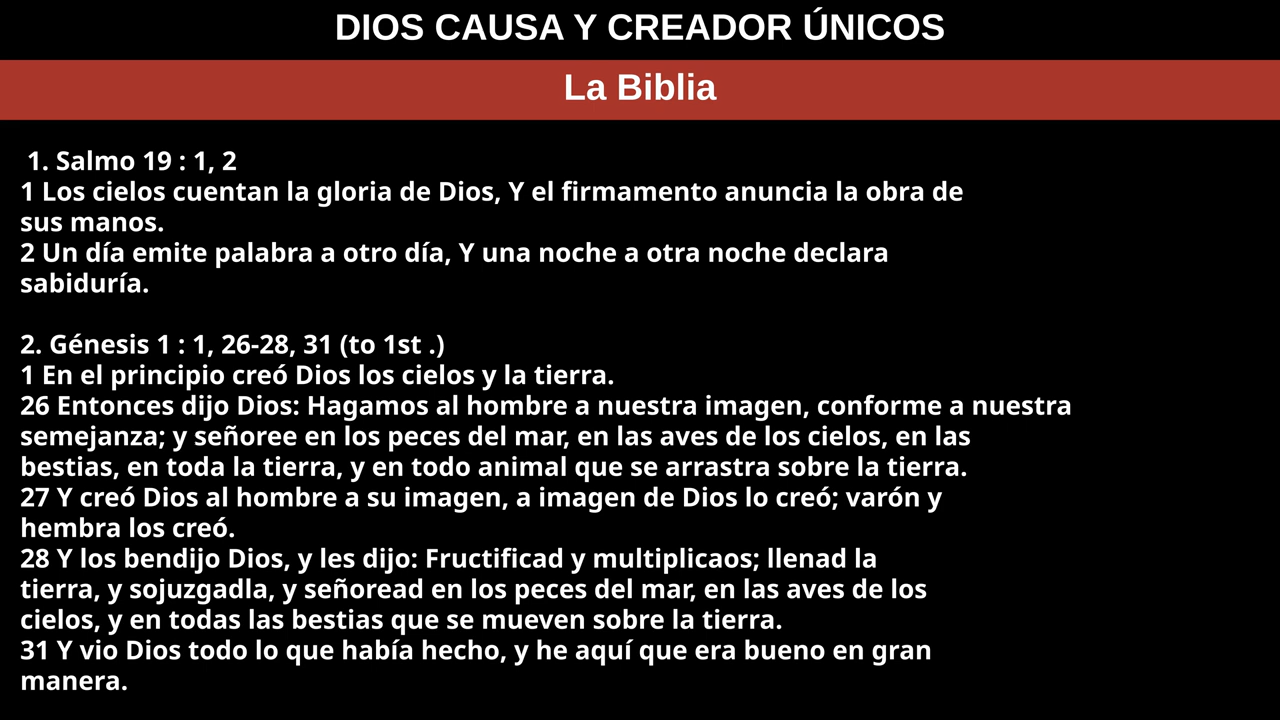 DIOS CAUSA Y CREADOR ÚNICOS
La Biblia
1. Salmo 19 : 1, 2
1 Los cielos cuentan la gloria de Dios, Y el firmamento anuncia la obra de
sus manos.
2 Un día emite palabra a otro día, Y una noche a otra noche declara
sabiduría.
2. Génesis 1 : 1, 26-28, 31 (to 1st .)
1 En el principio creó Dios los cielos y la tierra.
26 Entonces dijo Dios: Hagamos al hombre a nuestra imagen, conforme a nuestra
semejanza; y señoree en los peces del mar, en las aves de los cielos, en las
bestias, en toda la tierra, y en todo animal que se arrastra sobre la tierra.
27 Y creó Dios al hombre a su imagen, a imagen de Dios lo creó; varón y
hembra los creó.
28 Y los bendijo Dios, y les dijo: Fructificad y multiplicaos; llenad la
tierra, y sojuzgadla, y señoread en los peces del mar, en las aves de los
cielos, y en todas las bestias que se mueven sobre la tierra.
31 Y vio Dios todo lo que había hecho, y he aquí que era bueno en gran
manera.